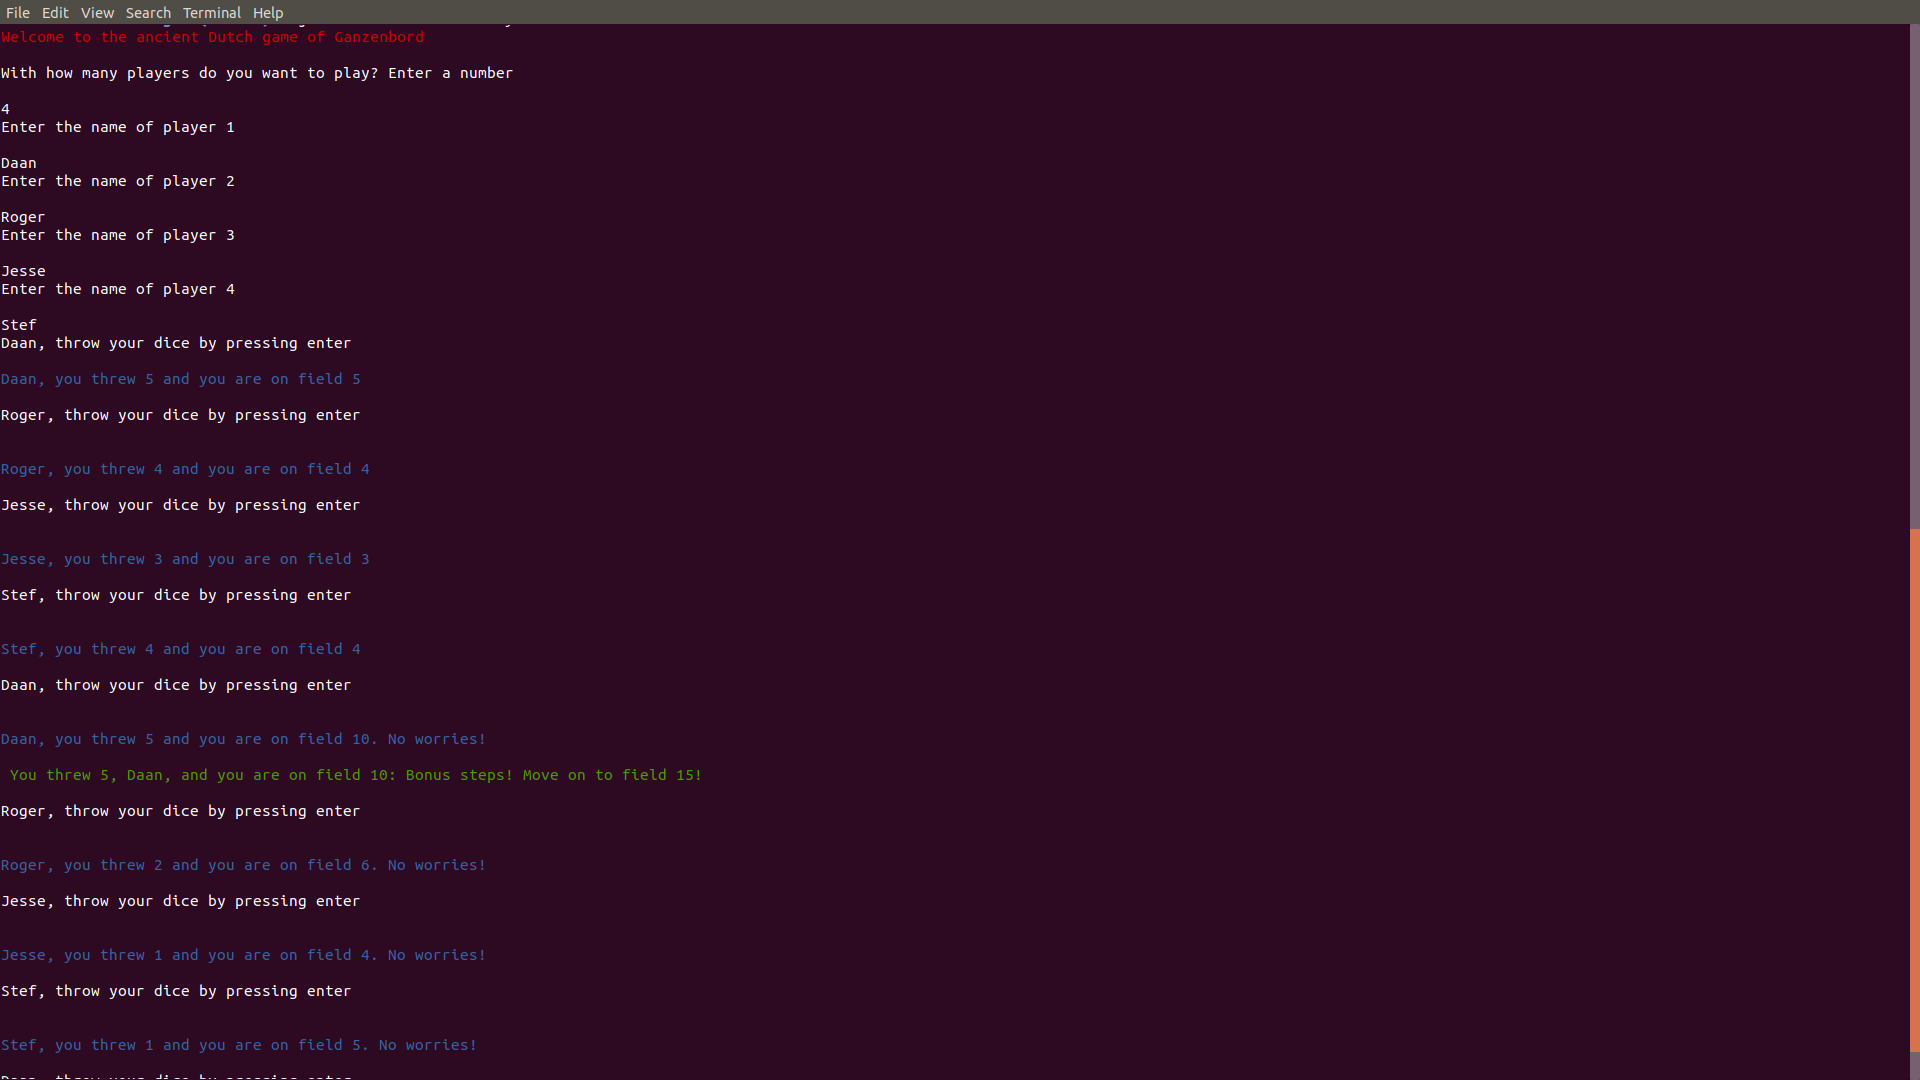 File Edit View Search Terminal Help
Welcome to the ancient Dutch game of Ganzenbord
With how many players do you want to play? Enter a number
4
Enter the name of player 1
Daan
Enter the name of player 2
Roger
Enter the name of player 3
Jesse
Enter the name of player 4
Stef
Daan, throw your dice by pressing enter
Daan, you threw 5 and you are on field 5
Roger, throw your dice by pressing enter
Roger, you threw 4 and you are on field 4
Jesse, throw your dice by pressing enter
Jesse, you threw 3 and you are on field 3
Stef, throw your dice by pressing enter
Stef, you threw 4 and you are on field 4
Daan, throw your dice by pressing enter
Daan, you threw 5 and you are on field 10. No worries!
You threw 5, Daan, and you are on field 10: Bonus steps! Move on to field 15!
Roger, throw your dice by pressing enter
Roger, you threw 2 and you are on field 6. No worries!
Jesse, throw your dice by pressing enter
Jesse, you threw 1 and you are on field 4. No worries!
Stef, throw your dice by pressing enter
Stef, you threw 1 and you are on field 5. No worries!
Daan, throw your dice by pressing enter